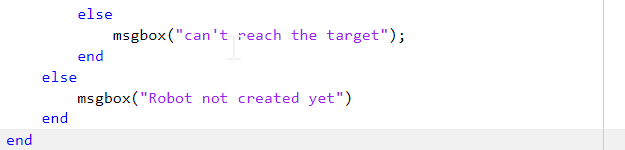 else
msgbox("can't reach the target");
end
else
msgbox("Robot not created yet")
end
end